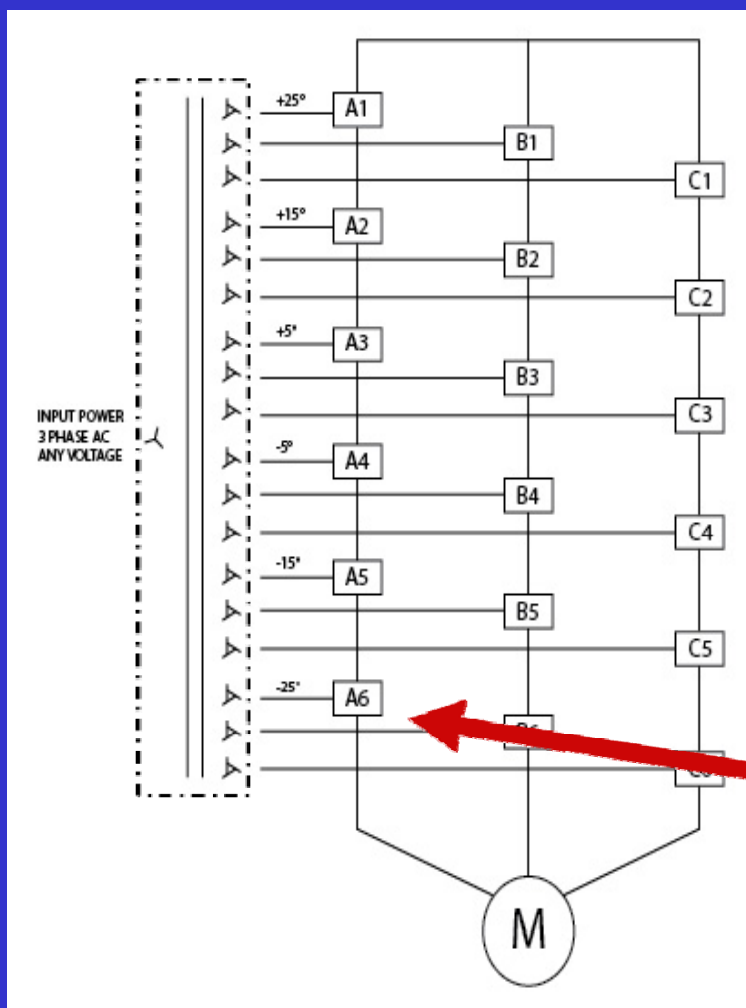 +25°
A1
B1
C1
+15°
A2
B2
C2
+5°
A3
B3
C3
INPUT POWER
3 PHASE AC
ANY VOLTAGE
-5°
A4
B4
C4
-15°
A5
B5
C5
-25°
A6
M